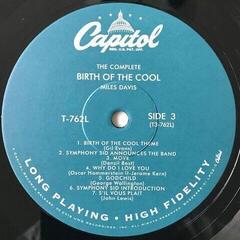 Capitol
THE COMPLETE
BIRTH OF THE COOL
MILES DAVIS
T-762L
SIDE 3
(T3-762L)
1. BIRTH OF THE COOL THEME
(Gil Evans)
2. SYMPHONY SID ANNOUNCES THE BAND
3. MOVE
(Denzil Best)
4. WHY DO I LOVE YOU
(Oscar Hammerstein II-Jerome Kern)
5. GODCHILD
(George Wallington)
6. SYMPHONY SID INTRODUCTION
7. S'IL VOUS PLAIT
(John Lewis)
LONG PLAYING • HIGH FIDELITY